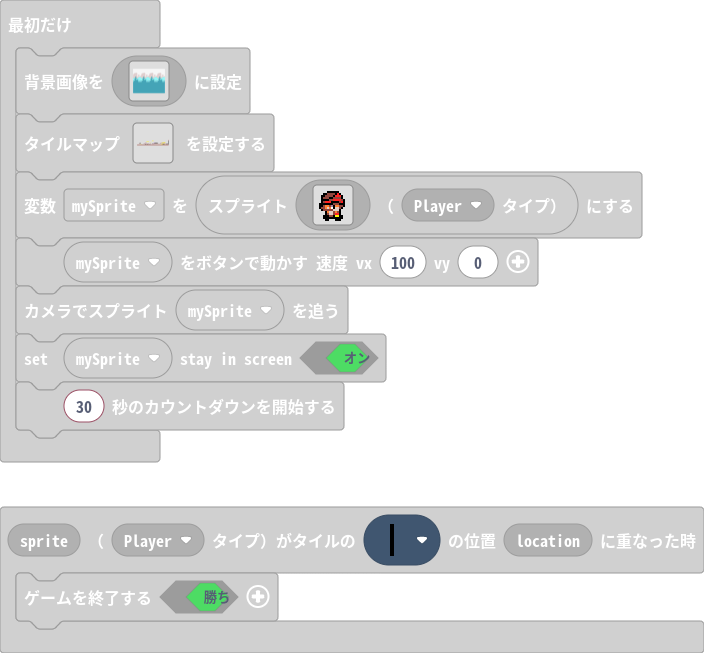 最初だけ
背景画像を に設定
タイルマップ を設定する
変数 mySprite を スプライト ( Player タイプ) にする
mySprite をボタンで動かす 速度 vx 100 vy 0
カメラでスプライト mySprite を追う
set mySprite stay in screen オン
30 秒のカウントダウンを開始する
sprite ( Player タイプ) がタイルの の位置 location に重なった時
ゲームを終了する 勝ち